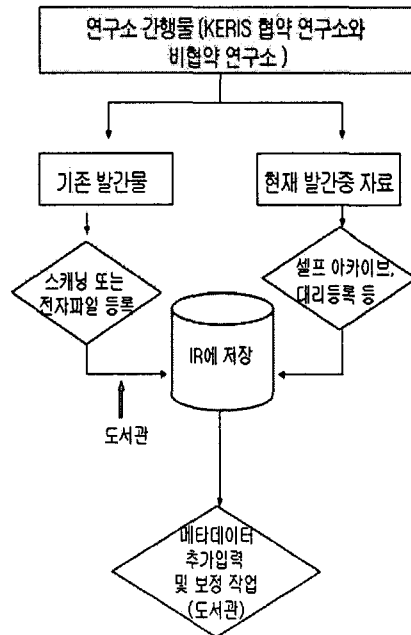 연구소 간행물(KERIS 협약 연구소와
비협약 연구소)
기존 발간물
현재 발간중 자료
스캐닝 또는
전자파일 등록
셀프 아카이브,
대리등록 등
IR에 저장
도서관
메타데이터
추가입력
및 보정 작업
(도서관)